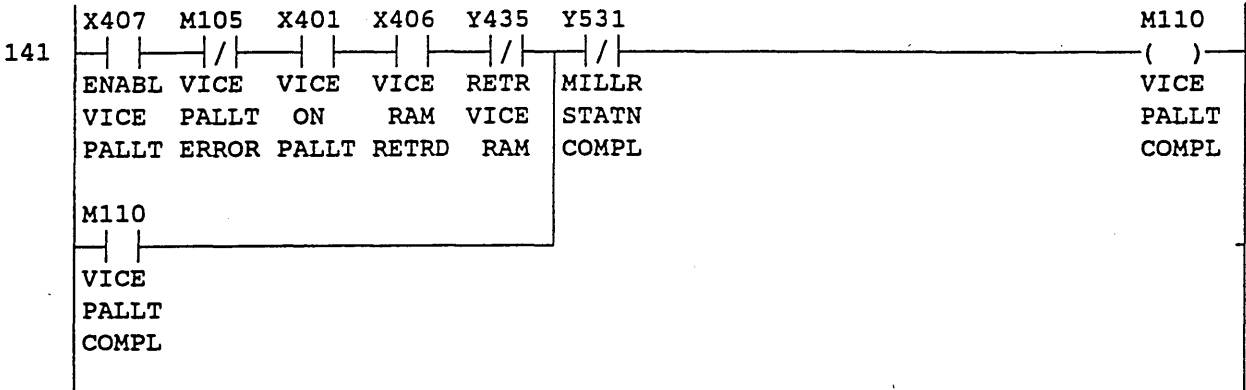 X407 M105 X401 X406 Y435 Y531 M110
141
ENABL VICE VICE VICE RETR MILLR VICE
VICE PALLT ON RAM VICE STATN PALLT
PALLT ERROR PALLT RETRD RAM COMPL COMPL
M110
VICE
PALLT
COMPL